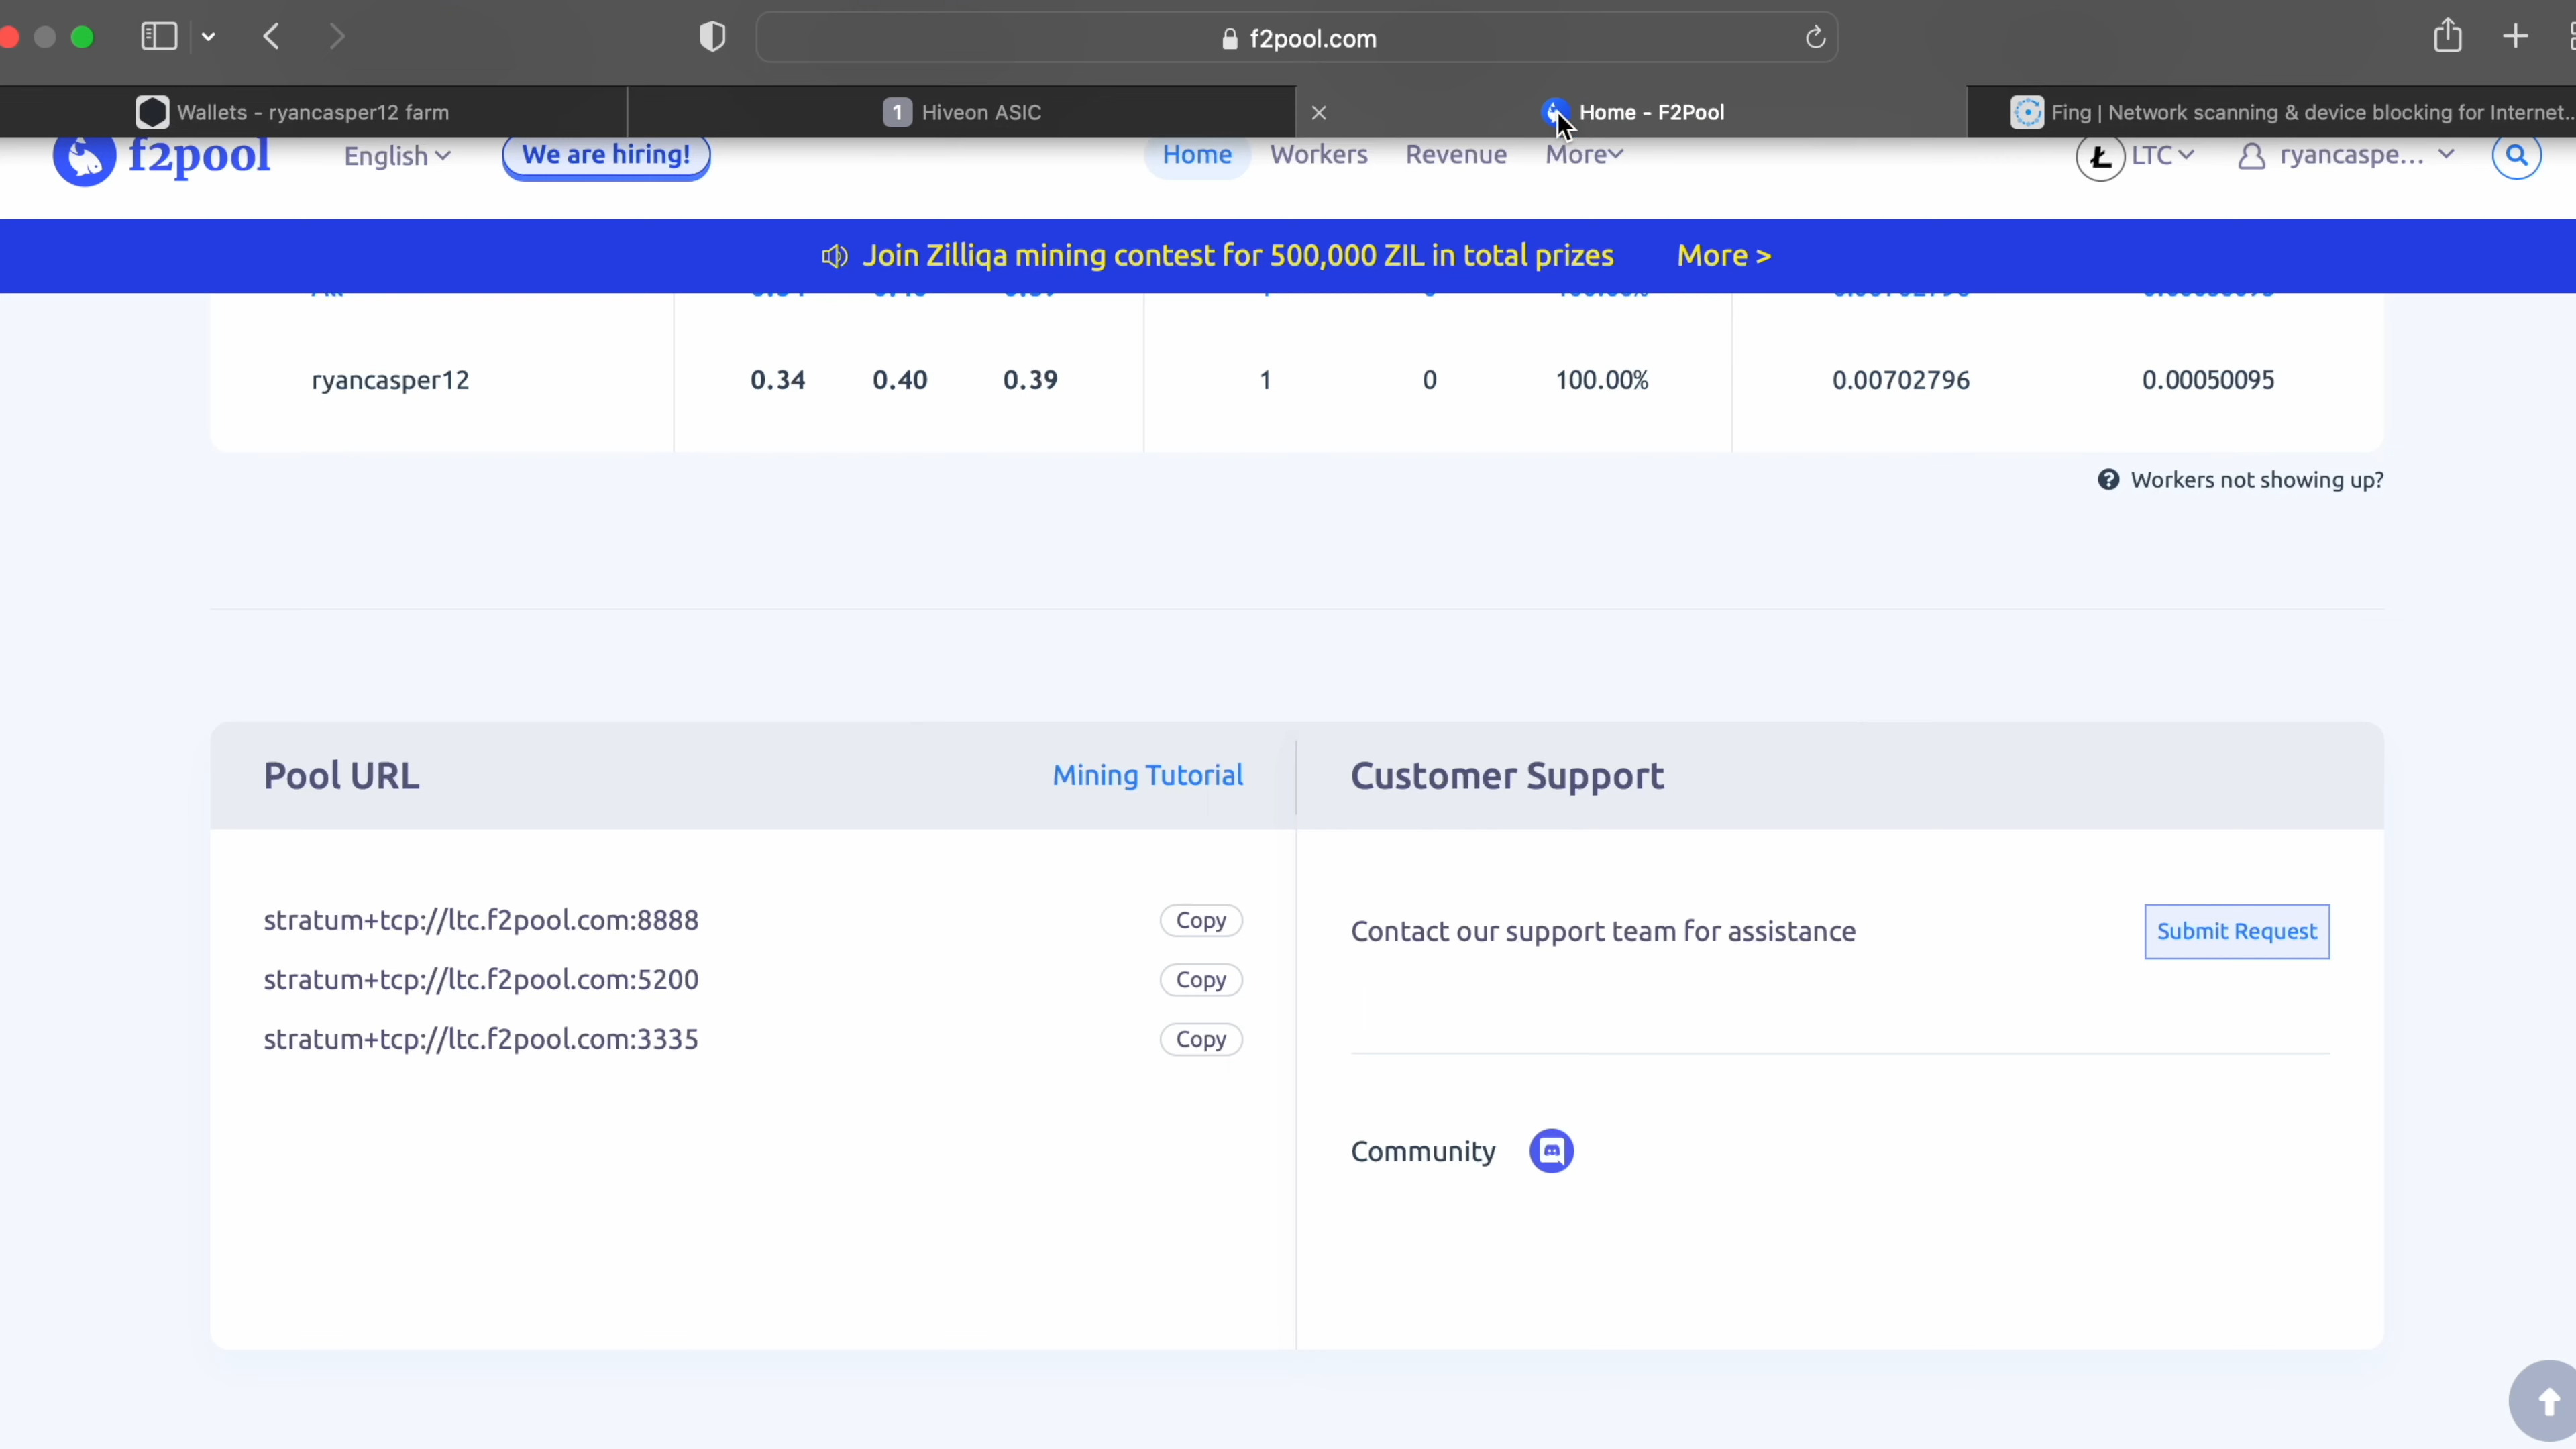 f2pool.com
Wallets - ryancasper12 farm
1 Hiveon ASIC
Home - F2Pool
Fing | Network scanning & device blocking for Internet...
f2pool English We are hiring! Home Workers Revenue More LTC ryancaspe...
Join Zilliqa mining contest for 500,000 ZIL in total prizes More >
ryancasper12 0.34 0.40 0.39 1 0 100.00% 0.00702796 0.00050095
Workers not showing up?
Pool URL Mining Tutorial
stratum+tcp://ltc.f2pool.com:8888 Copy
stratum+tcp://ltc.f2pool.com:5200 Copy
stratum+tcp://ltc.f2pool.com:3335 Copy
Customer Support
Contact our support team for assistance Submit Request
Community